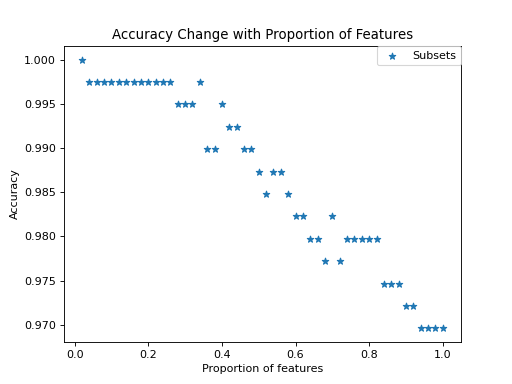 Accuracy Change with Proportion of Features
Subsets
1.000
0.995
0.990
0.985
0.980
0.975
0.970
Accuracy
0.0 0.2 0.4 0.6 0.8 1.0
Proportion of features